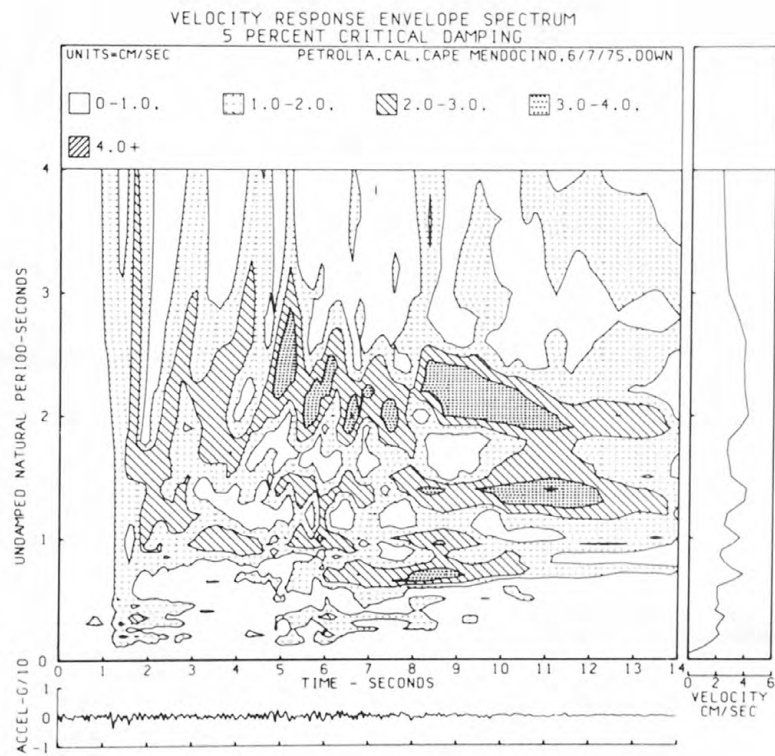 VELOCITY RESPONSE ENVELOPE SPECTRUM
5 PERCENT CRITICAL DAMPING
UNITS=CM/SEC PETROLIA,CAL,CAPE MENDOCINO,6/7/75,DOWN
0-1.0, 1.0-2.0, 2.0-3.0, 3.0-4.0,
4.0+
UNDAMPED NATURAL PERIOD-SECONDS
4
3
2
1
0
0 1 2 3 4 5 6 7 8 9 10 11 12 13 14
TIME - SECONDS
0 2 4 6
VELOCITY
CM/SEC
ACCEL-G/10
1
0
-1